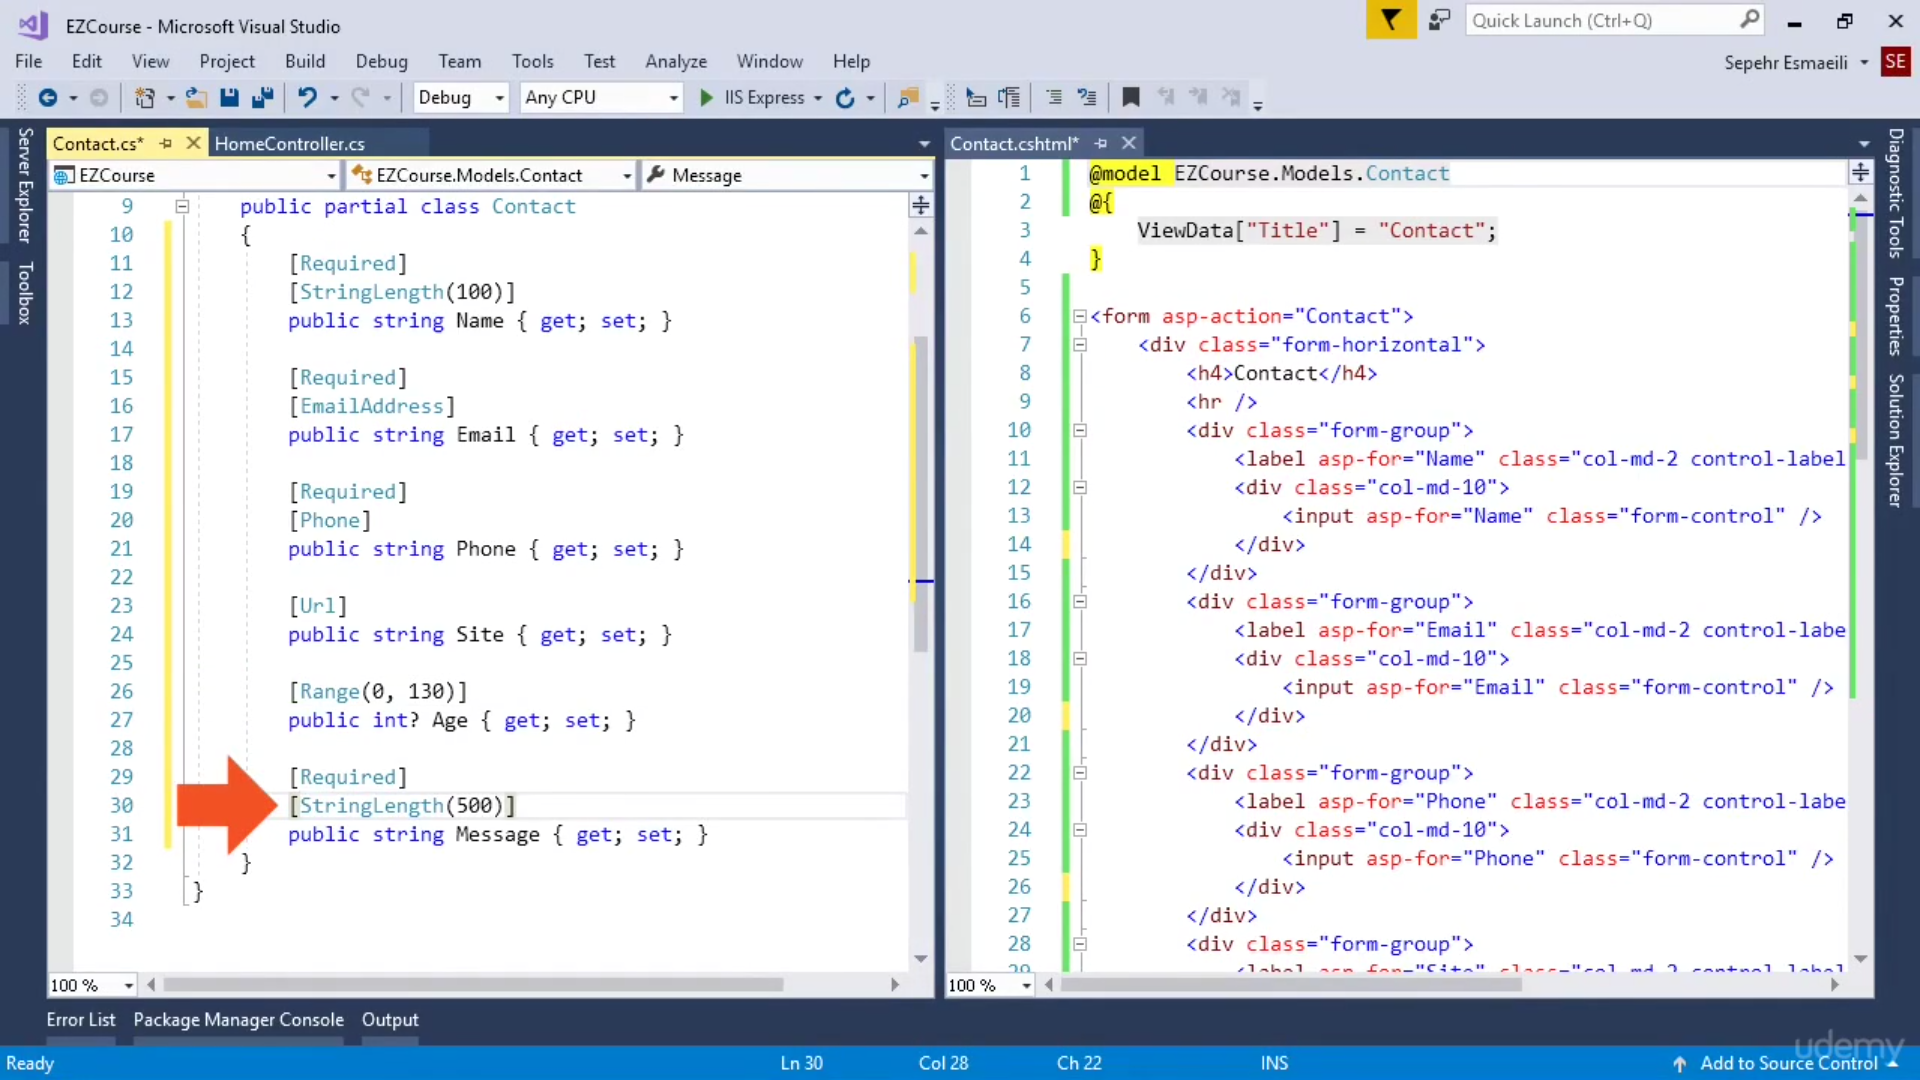 EZCourse - Microsoft Visual Studio
Quick Launch (Ctrl+Q)
File Edit View Project Build Debug Team Tools Test Analyze Window Help
Sepehr Esmaeili SE
Debug Any CPU IIS Express
Server Explorer
Toolbox
Contact.cs* HomeController.cs
EZCourse EZCourse.Models.Contact Message
9 public partial class Contact
10 {
11 [Required]
12 [StringLength(100)]
13 public string Name { get; set; }
14
15 [Required]
16 [EmailAddress]
17 public string Email { get; set; }
18
19 [Required]
20 [Phone]
21 public string Phone { get; set; }
22
23 [Url]
24 public string Site { get; set; }
25
26 [Range(0, 130)]
27 public int? Age { get; set; }
28
29 [Required]
30 [StringLength(500)]
31 public string Message { get; set; }
32 }
33 }
34
100 %
Contact.cshtml*
1 @model EZCourse.Models.Contact
2 @{
3 ViewData["Title"] = "Contact";
4 }
5
6 <form asp-action="Contact">
7 <div class="form-horizontal">
8 <h4>Contact</h4>
9 <hr />
10 <div class="form-group">
11 <label asp-for="Name" class="col-md-2 control-label
12 <div class="col-md-10">
13 <input asp-for="Name" class="form-control" />
14 </div>
15 </div>
16 <div class="form-group">
17 <label asp-for="Email" class="col-md-2 control-labe
18 <div class="col-md-10">
19 <input asp-for="Email" class="form-control" />
20 </div>
21 </div>
22 <div class="form-group">
23 <label asp-for="Phone" class="col-md-2 control-labe
24 <div class="col-md-10">
25 <input asp-for="Phone" class="form-control" />
26 </div>
27 </div>
28 <div class="form-group">
29 <label asp-for="Site" class="col-md-2 control-label
100 %
Diagnostic Tools
Properties
Solution Explorer
Error List Package Manager Console Output
udemy
Ready Ln 30 Col 28 Ch 22 INS Add to Source Control